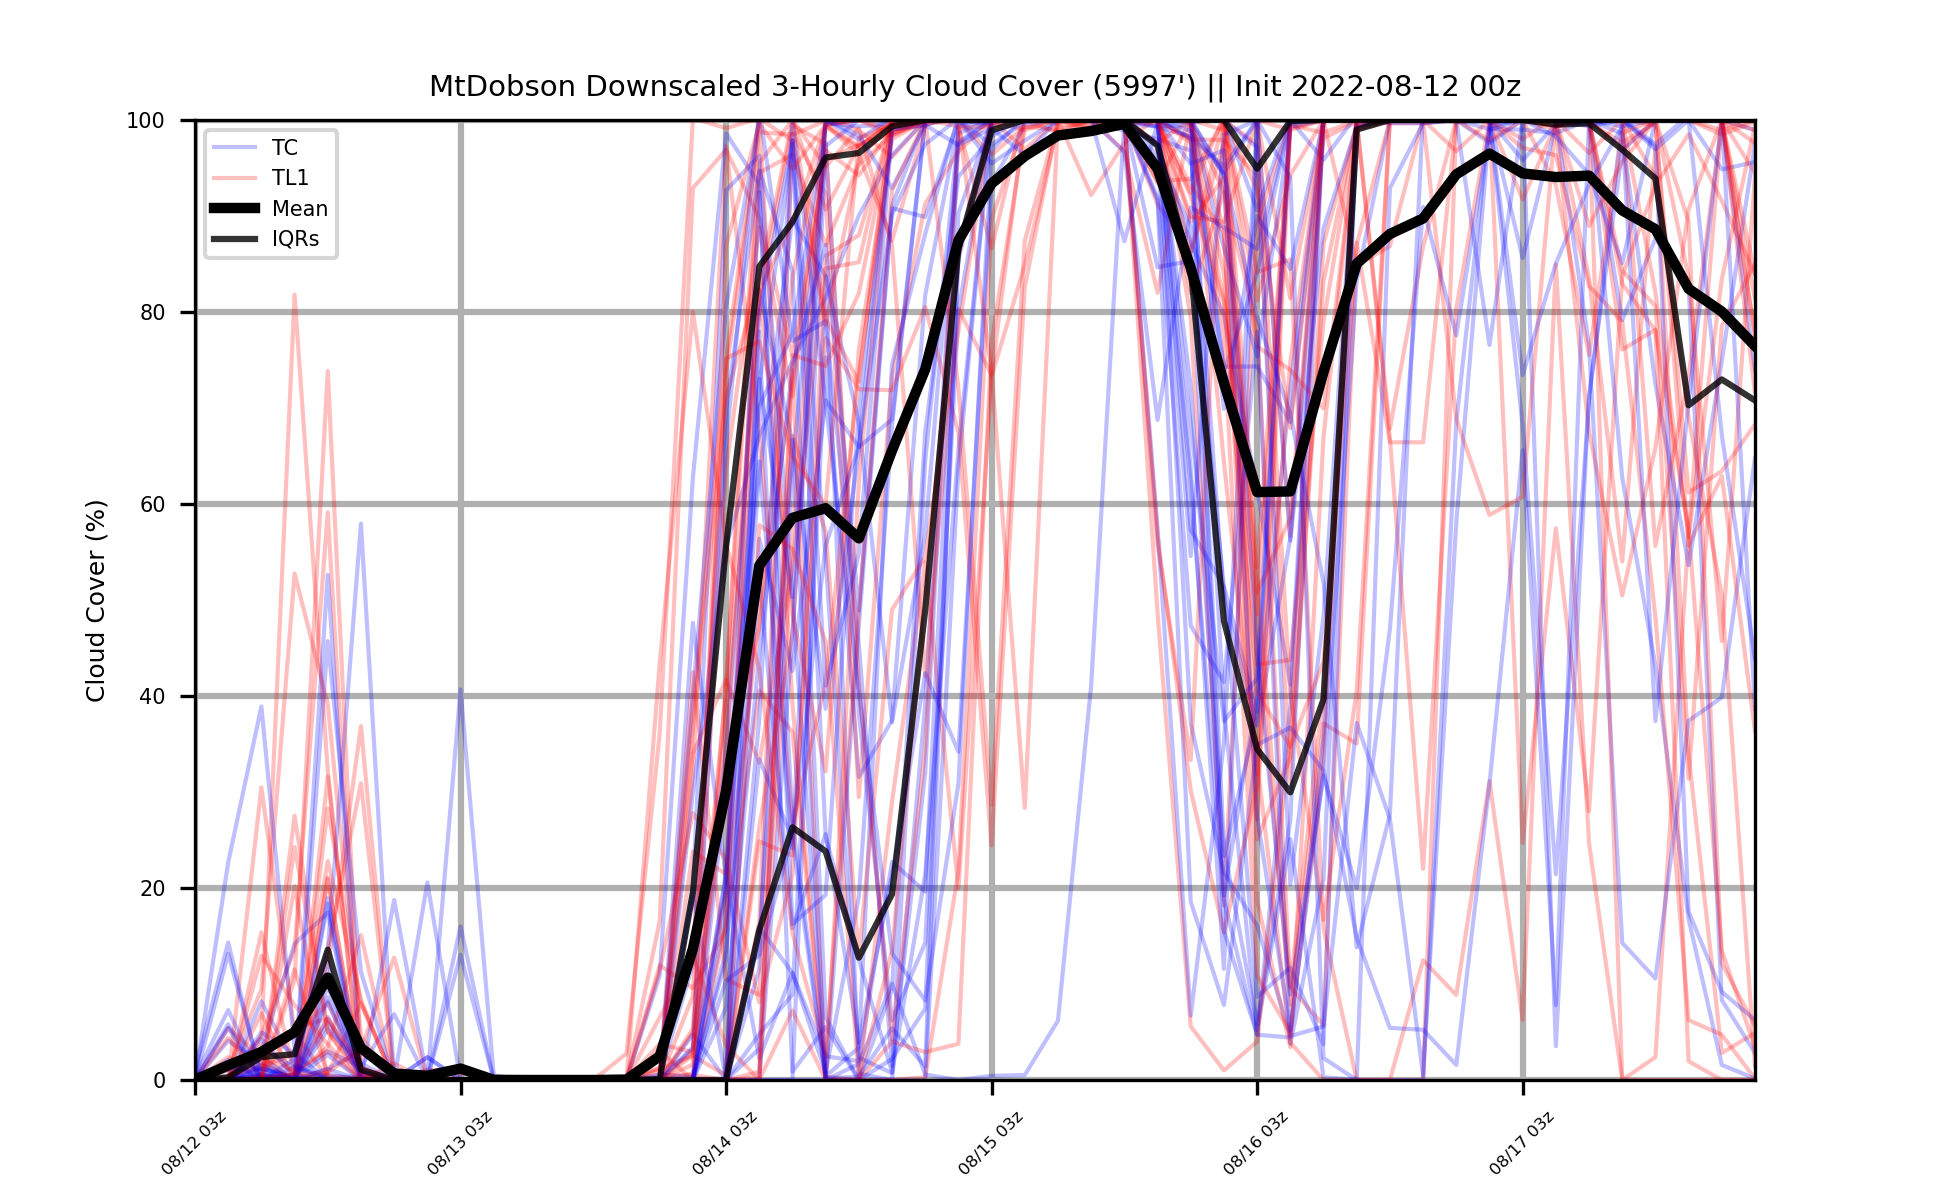 MtDobson Downscaled 3-Hourly Cloud Cover (5997') || Init 2022-08-12 00z
100
80
60
40
20
0
Cloud Cover (%)
TC
TL1
Mean
IQRs
08/12 03z
08/13 03z
08/14 03z
08/15 03z
08/16 03z
08/17 03z